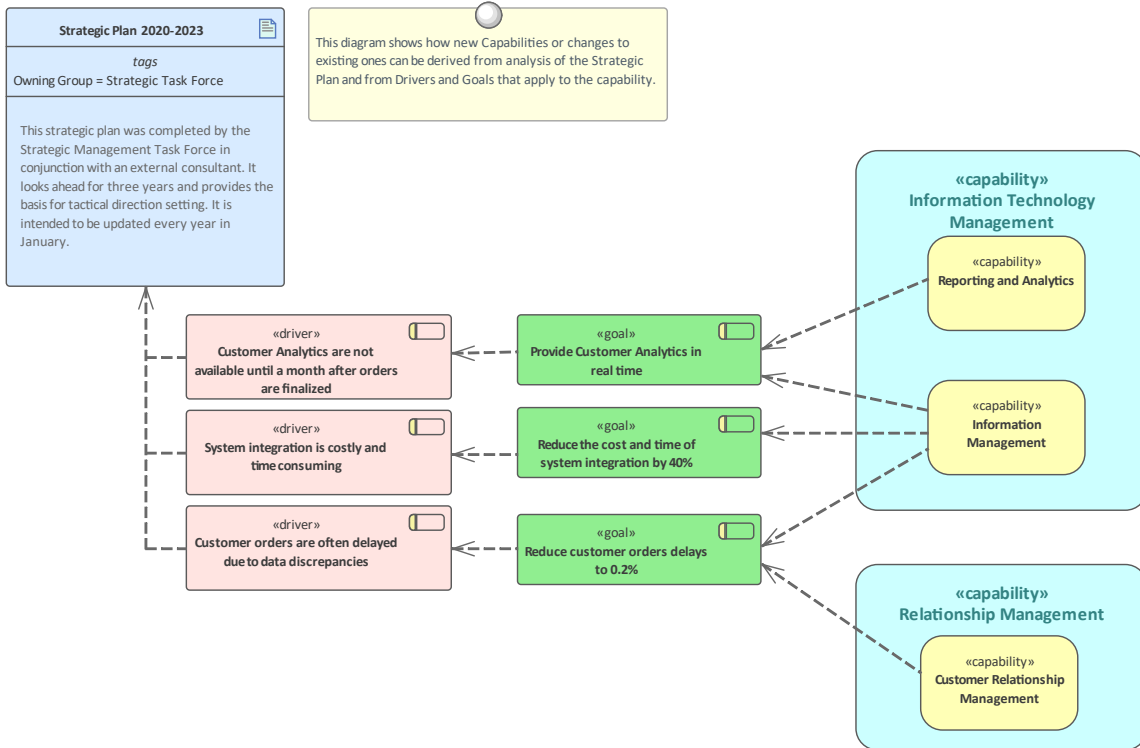 Strategic Plan 2020-2023
tags
Owning Group = Strategic Task Force
This strategic plan was completed by the
Strategic Management Task Force in
conjunction with an external consultant. It
looks ahead for three years and provides the
basis for tactical direction setting. It is
intended to be updated every year in
January.
This diagram shows how new Capabilities or changes to
existing ones can be derived from analysis of the Strategic
Plan and from Drivers and Goals that apply to the capability.
«driver»
Customer Analytics are not
available until a month after orders
are finalized
«goal»
Provide Customer Analytics in
real time
«driver»
System integration is costly and
time consuming
«goal»
Reduce the cost and time of
system integration by 40%
«driver»
Customer orders are often delayed
due to data discrepancies
«goal»
Reduce customer orders delays
to 0.2%
«capability»
Information Technology
Management
«capability»
Reporting and Analytics
«capability»
Information
Management
«capability»
Relationship Management
«capability»
Customer Relationship
Management